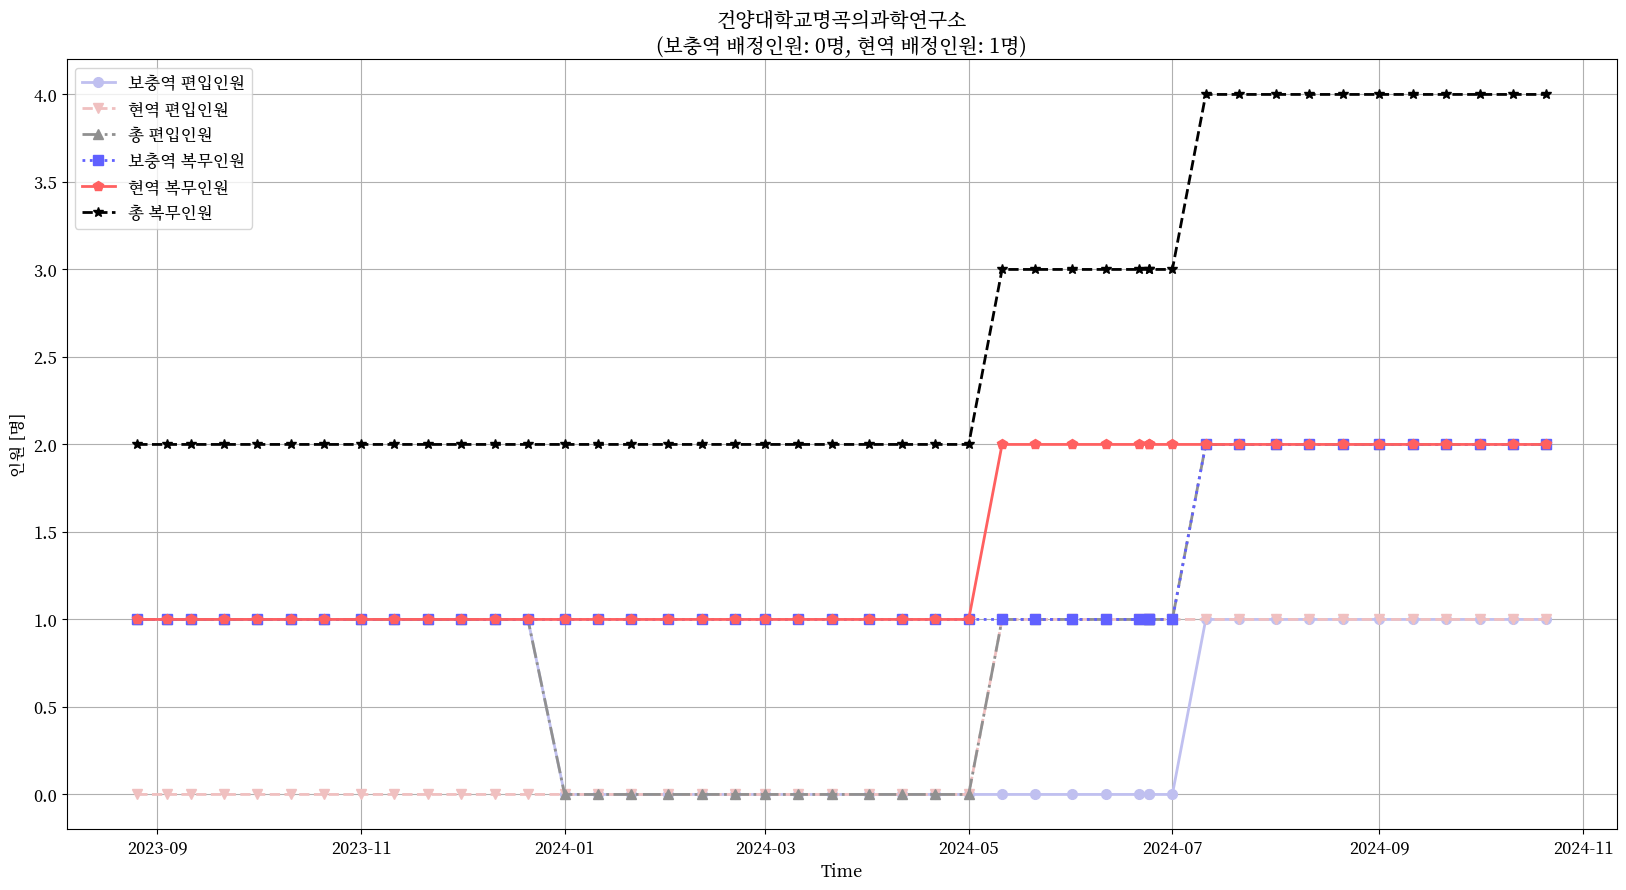 건양대학교명곡의과학연구소
(보충역 배정인원: 0명, 현역 배정인원: 1명)
보충역 편입인원
현역 편입인원
총 편입인원
보충역 복무인원
현역 복무인원
총 복무인원
4.0
3.5
3.0
2.5
2.0
1.5
1.0
0.5
0.0
인원 [명]
2023-09
2023-11
2024-01
2024-03
2024-05
2024-07
2024-09
2024-11
Time